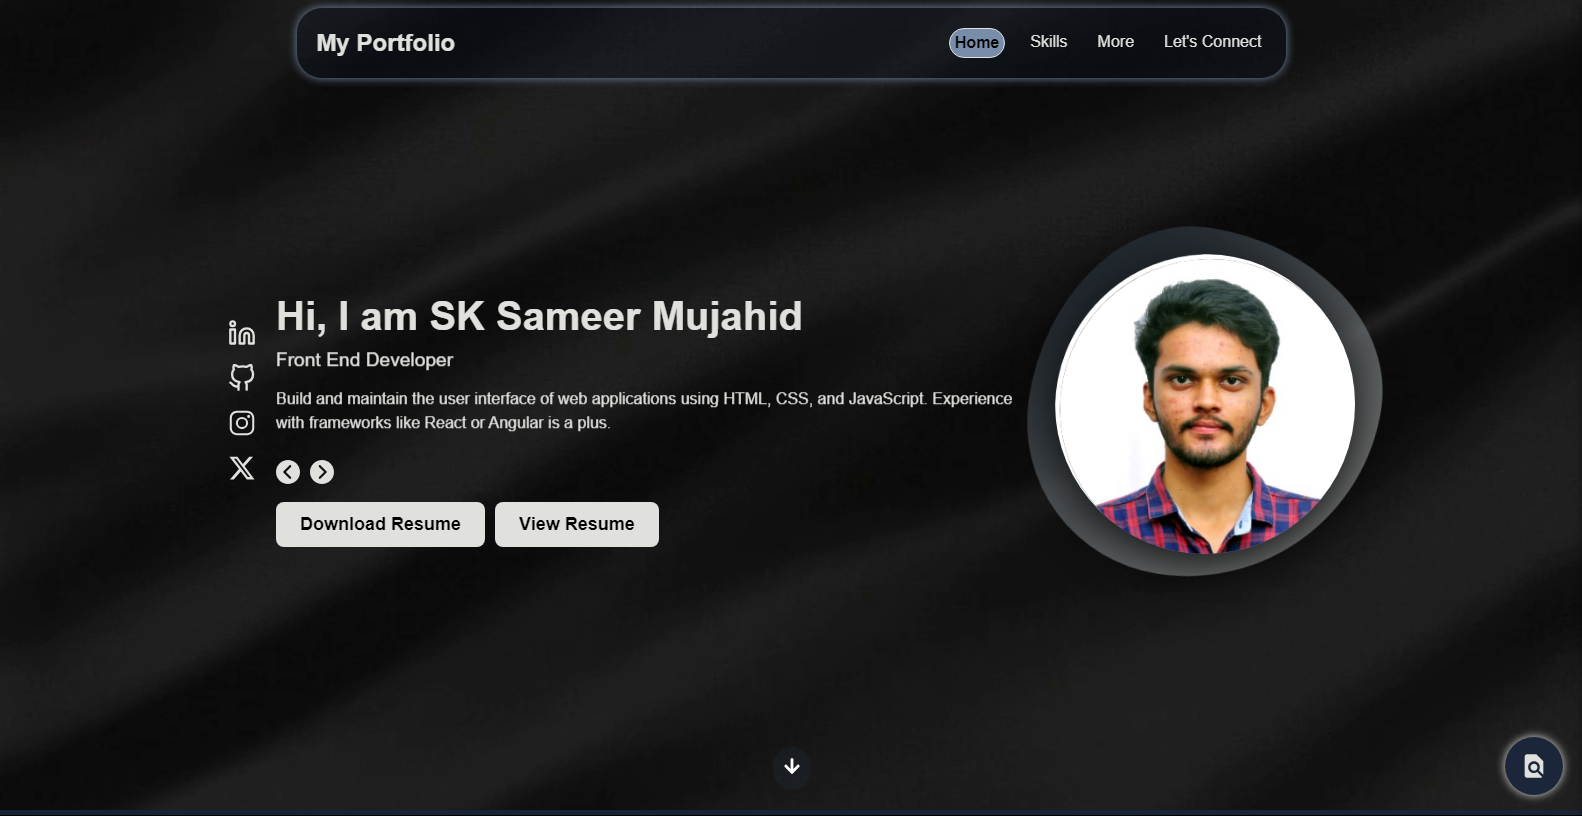 My Portfolio
Home
Skills
More
Let's Connect
Hi, I am SK Sameer Mujahid
Front End Developer
Build and maintain the user interface of web applications using HTML, CSS, and JavaScript. Experience
with frameworks like React or Angular is a plus.
Download Resume
View Resume